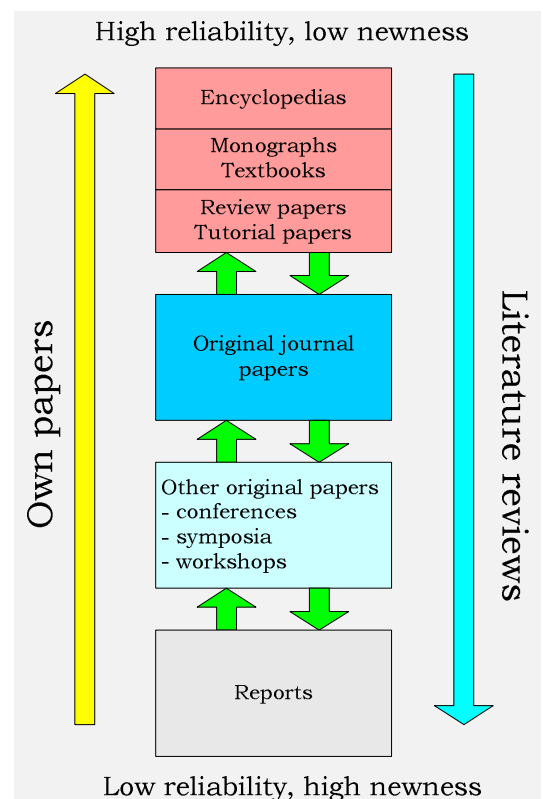 High reliability, low newness
Encyclopedias
Monographs
Textbooks
Review papers
Tutorial papers
Original journal
papers
Other original papers
- conferences
- symposia
- workshops
Reports
Own papers
Literature reviews
Low reliability, high newness